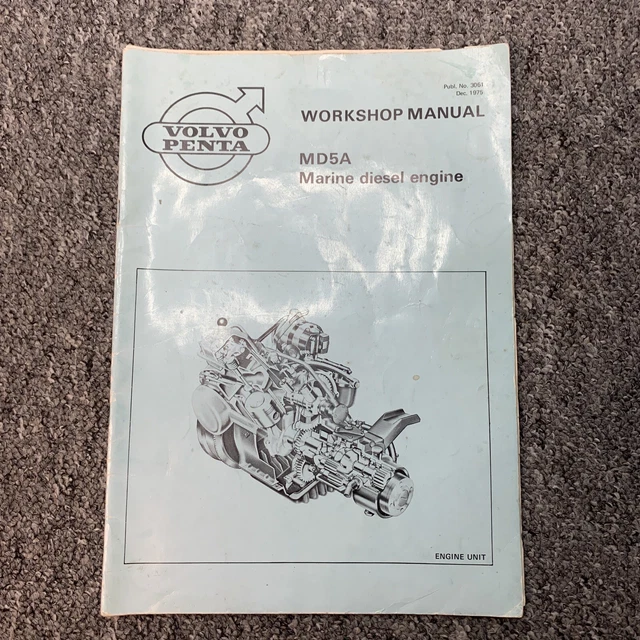 Publ. No. 3061
Dec. 1975
VOLVO
PENTA
WORKSHOP MANUAL
MD5A
Marine diesel engine
ENGINE UNIT